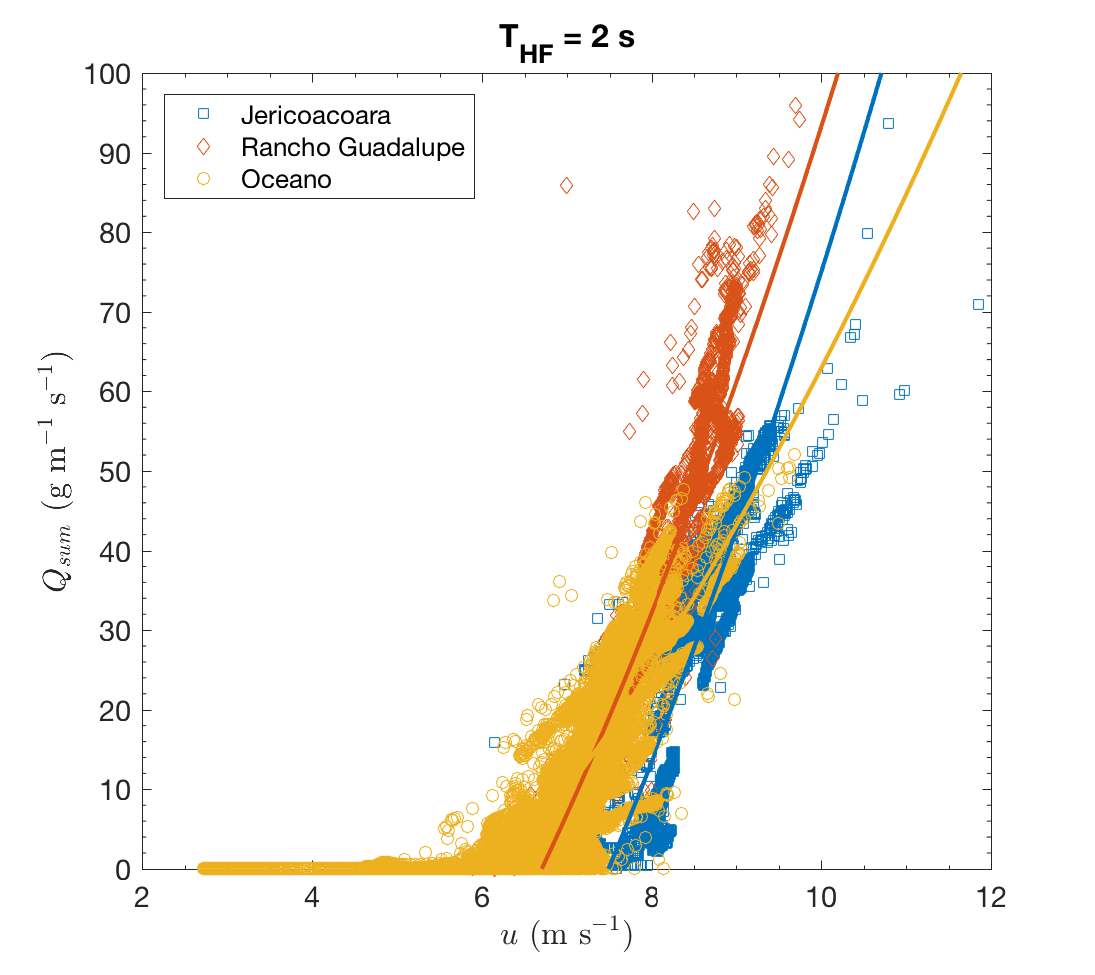 T_HF = 2 s
100
90
80
70
60
50
40
30
20
10
0
Q_sum (g m^−1 s^−1)
Jericoacoara
Rancho Guadalupe
Oceano
2 4 6 8 10 12
u (m s^−1)